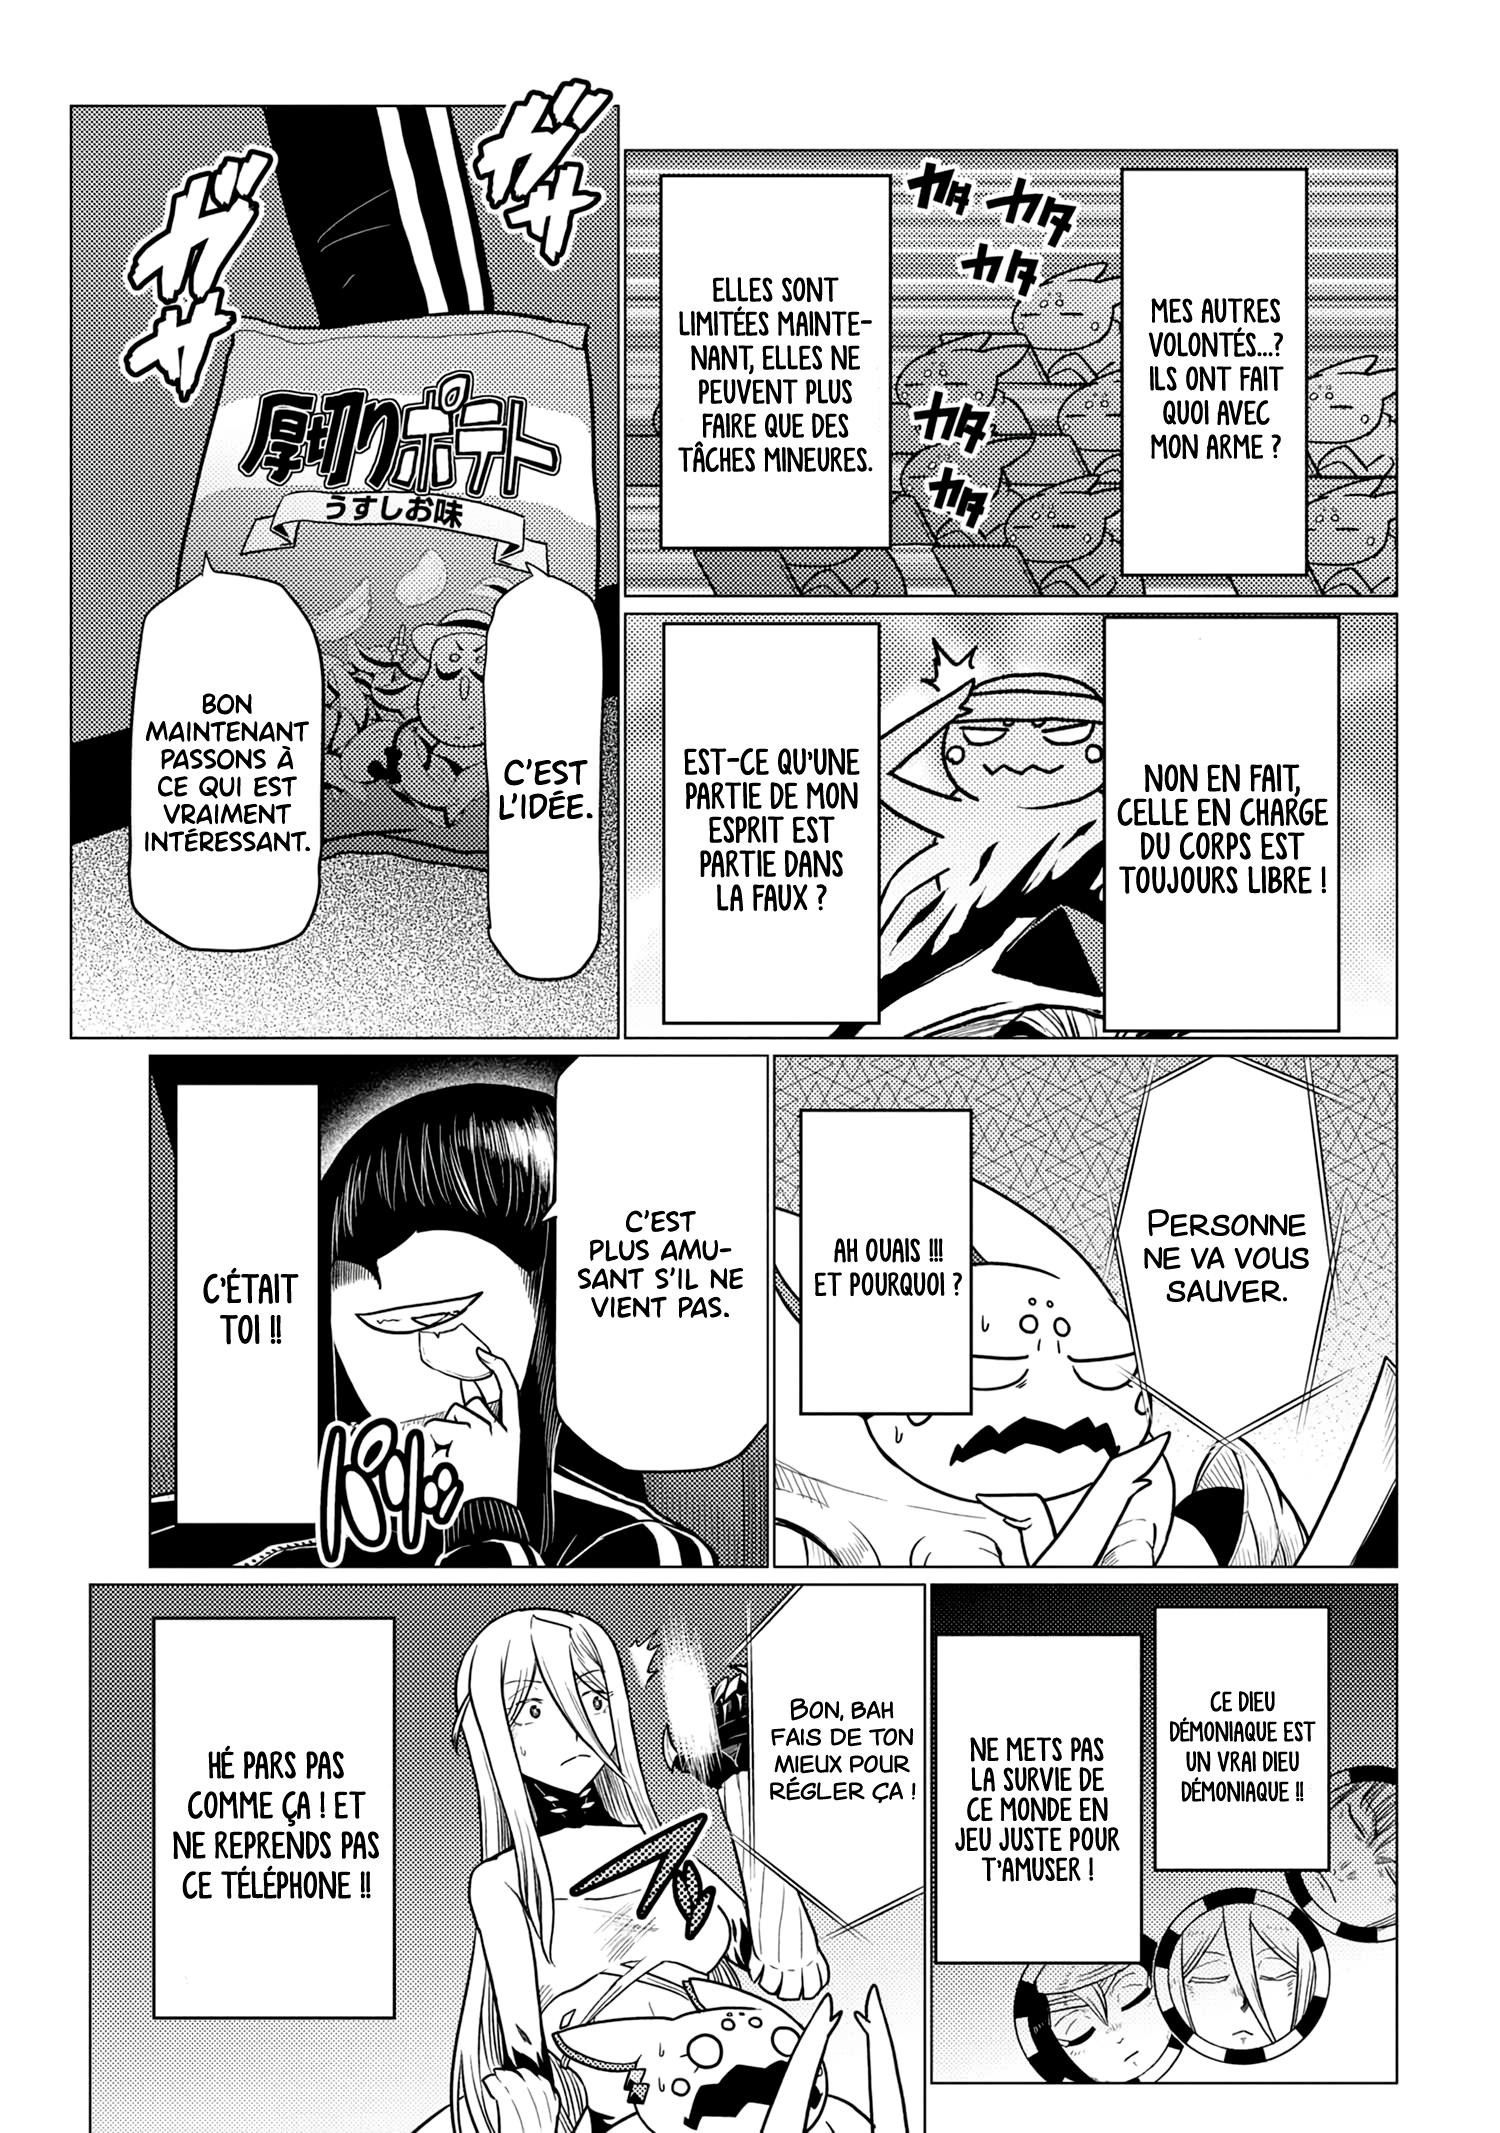 MES AUTRES
VOLONTÉS...?
ILS ONT FAIT
QUOI AVEC
MON ARME ?
カタ
カタ
カタ
カタ
カタ
ELLES SONT
LIMITÉES MAINTE-
NANT, ELLES NE
PEUVENT PLUS
FAIRE QUE DES
TÂCHES MINEURES.
NON EN FAIT,
CELLE EN CHARGE
DU CORPS EST
TOUJOURS LIBRE !
EST-CE QU'UNE
PARTIE DE MON
ESPRIT EST
PARTIE DANS
LA FAUX ?
ガサ
ガサ
厚切りポテト
うすしお味
C'EST
L'IDÉE.
BON
MAINTENANT
PASSONS À
CE QUI EST
VRAIMENT
INTÉRESSANT.
PERSONNE
NE VA VOUS
SAUVER.
AH OUAIS !!!
ET POURQUOI ?
C'EST
PLUS AMU-
SANT S'IL NE
VIENT PAS.
パパパ
C'ÉTAIT
TOI !!
CE DIEU
DÉMONIAQUE EST
UN VRAI DIEU
DÉMONIAQUE !!
NE METS PAS
LA SURVIE DE
CE MONDE EN
JEU JUSTE POUR
T'AMUSER !
BON, BAH
FAIS DE TON
MIEUX POUR
RÉGLER ÇA !
HÉ PARS PAS
COMME ÇA ! ET
NE REPRENDS PAS
CE TÉLÉPHONE !!